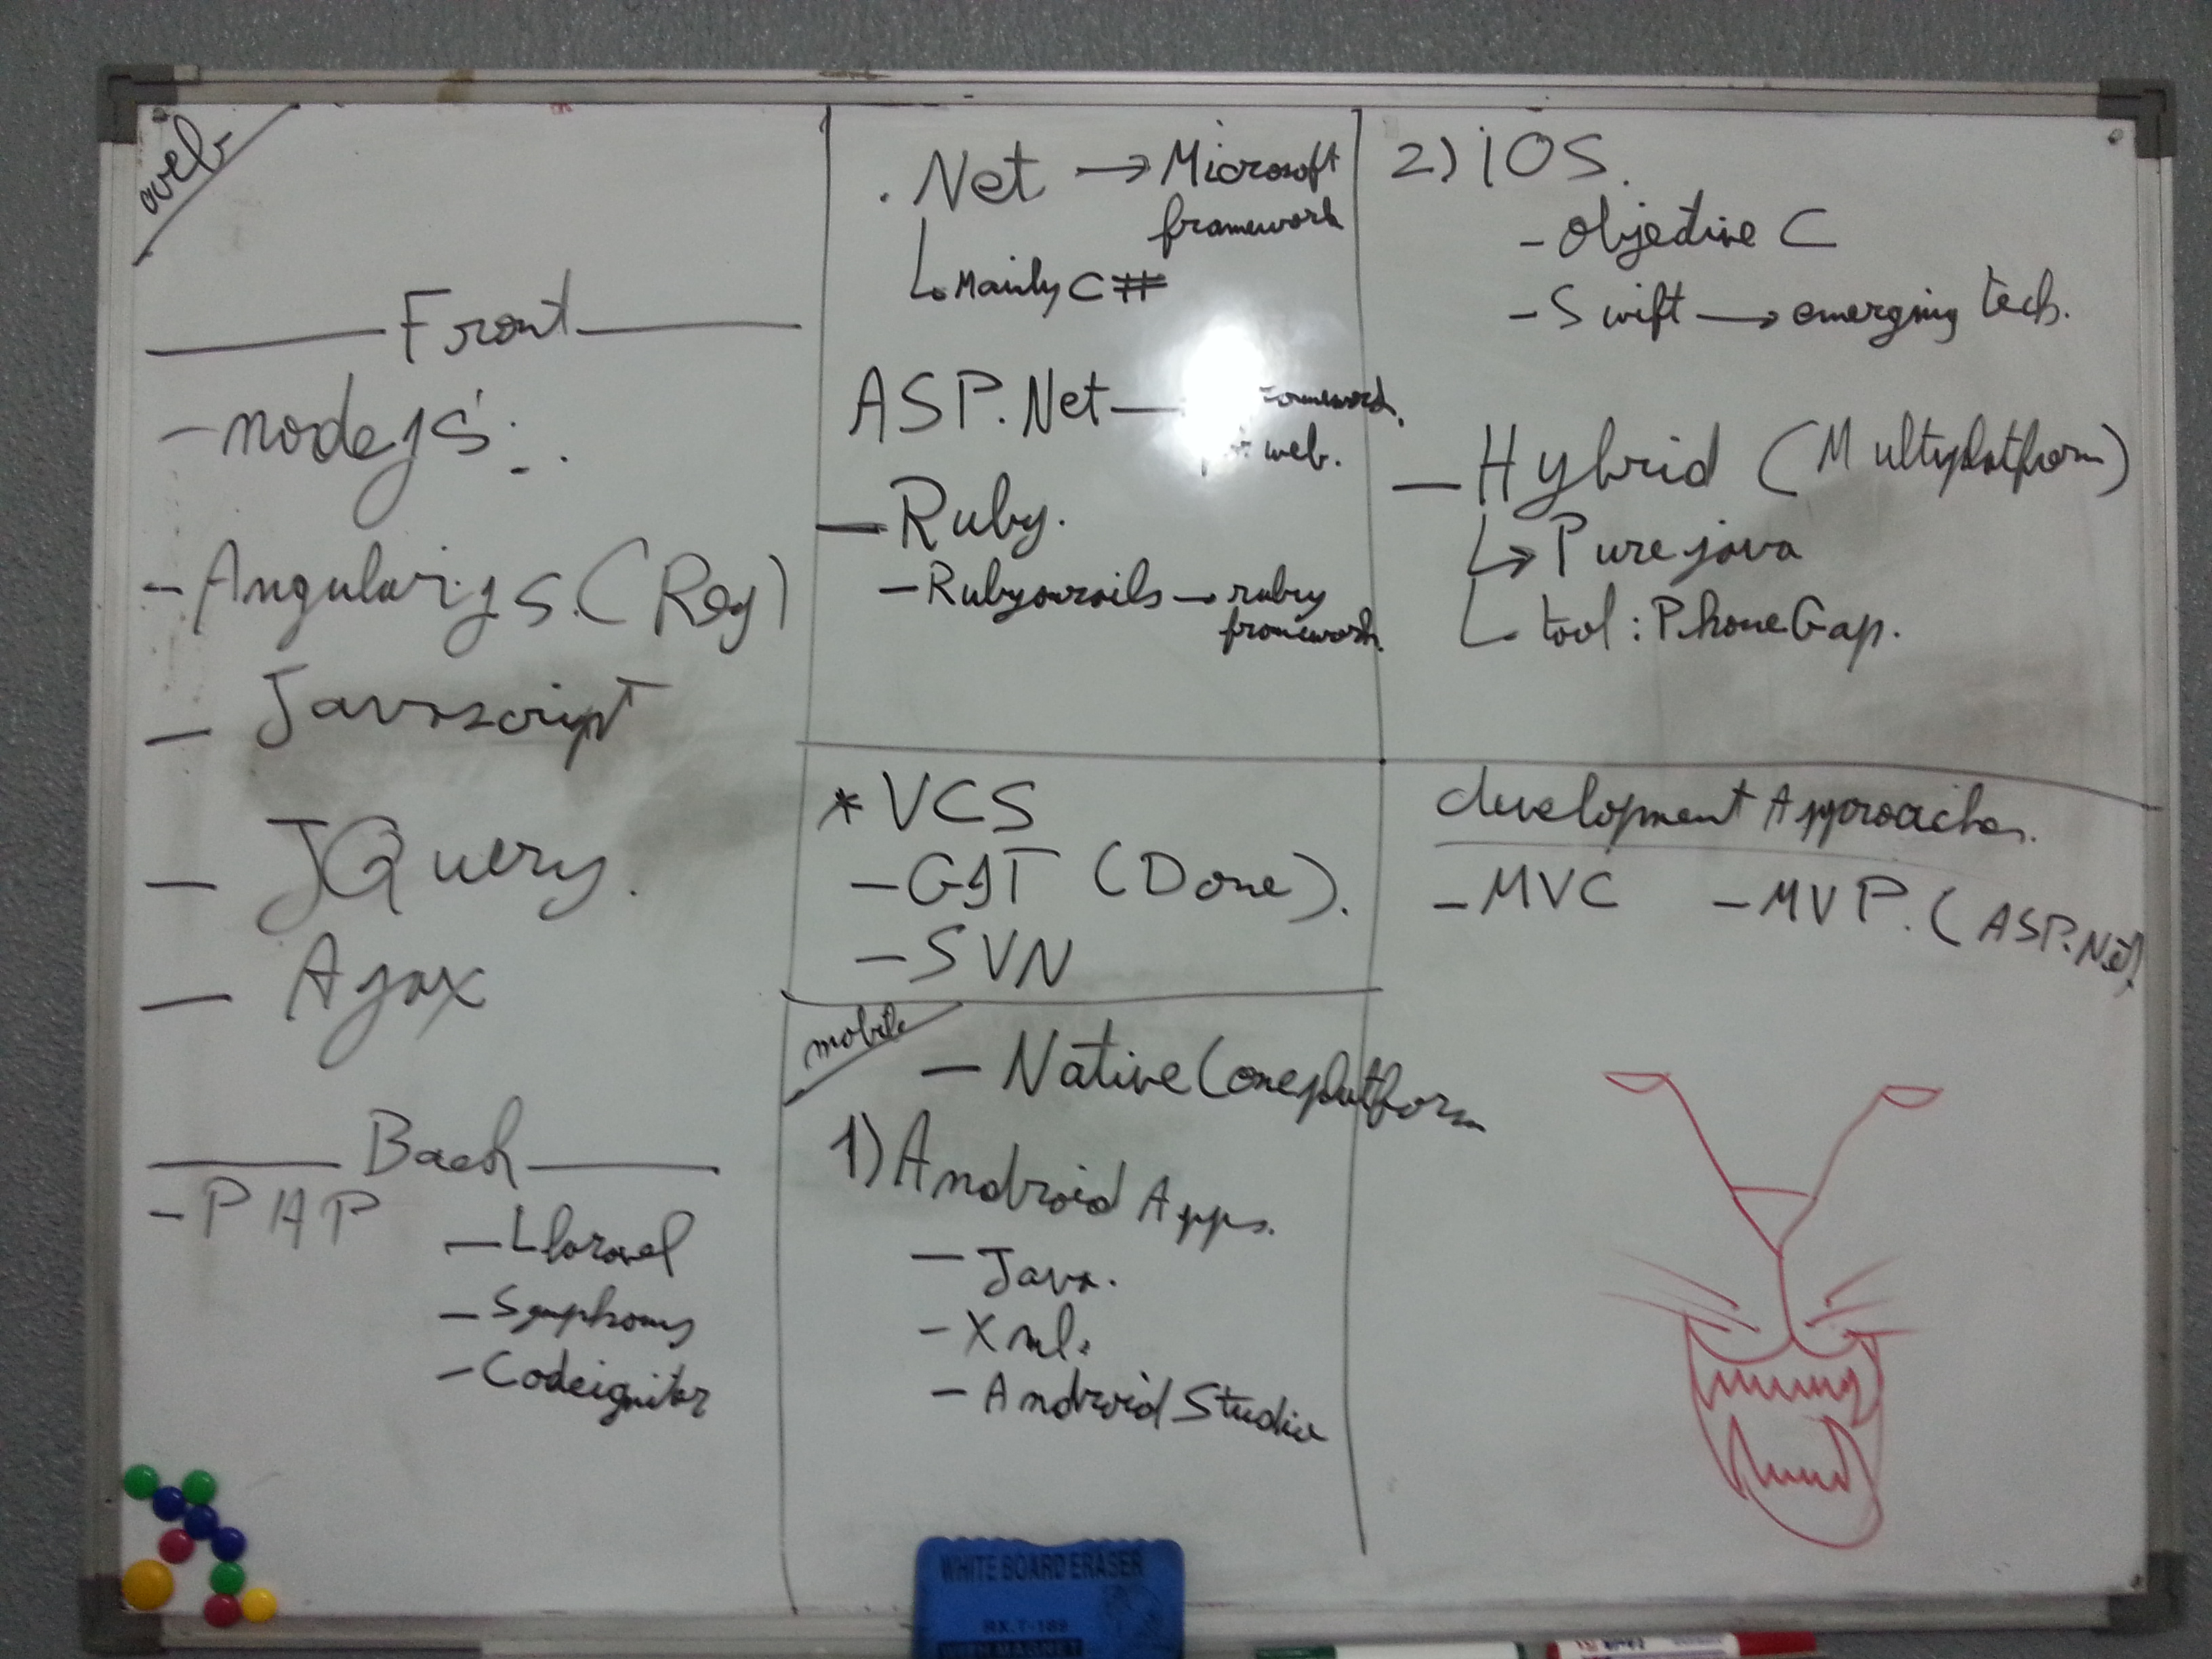 web
Front
- nodejs
- Angularjs. (Rey)
- Javascript
- JQuery.
- Ajax
Back
- PHP
- Llaravel
- Symphony
- Codeigniter
.Net → Microsoft
framework
Mainly C#
ASP.Net
web.
- Ruby.
- Rubyonrails → ruby
framework.
* VCS
- GIT (Done).
- SVN
mobile
- Native (oneplatform
1) Android Apps.
- Java.
- Xml.
- Android Studio
2) iOS.
- Objective C
- Swift → emerging tech.
- Hybrid (Multyplatform)
Pure java
tool : PhoneGap.
development Approaches.
- MVC - MVP. (ASP.Net)
WHITE BOARD ERASER
RX.T-189
WITH MAGNET